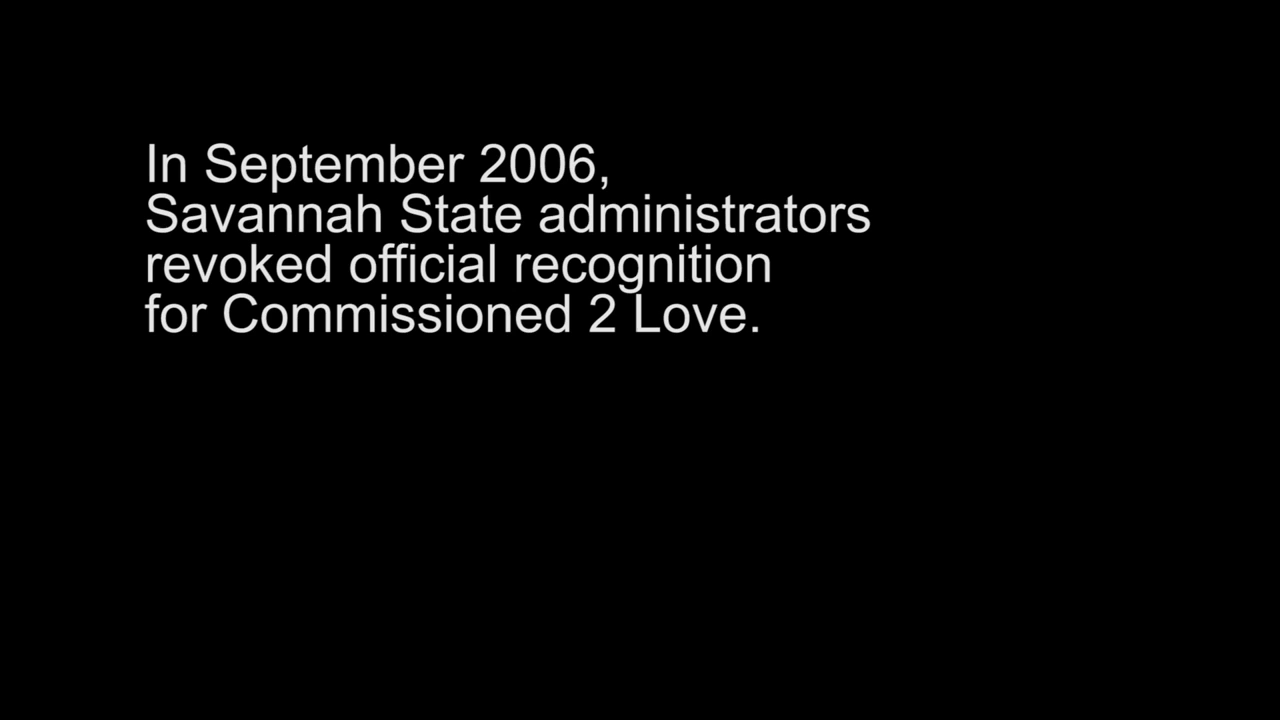 In September 2006,
Savannah State administrators
revoked official recognition
for Commissioned 2 Love.